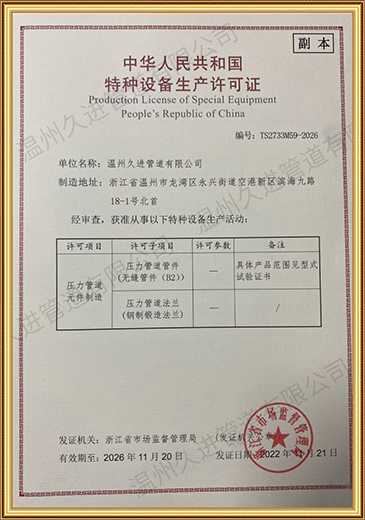 副本
中华人民共和国
特种设备生产许可证
Production License of Special Equipment
People's Republic of China
编号：TS2733M59-2026
单位名称：温州久进管道有限公司
制造地址：浙江省温州市龙湾区永兴街道空港新区滨海九路
18-1号北首
经审查，获准从事以下特种设备生产活动：
许可项目 许可子项目 许可参数 备注
压力管道元件制造 压力管道管件（无缝管件（B2）） — 具体产品范围见型式试验证书
压力管道法兰（钢制锻造法兰） — /
发证机关：浙江省市场监督管理局 （发证机关公章）
有效期至：2026年11月20日 发证日期：2022年11月21日
浙江省市场监督管理局
温州久进管道有限公司